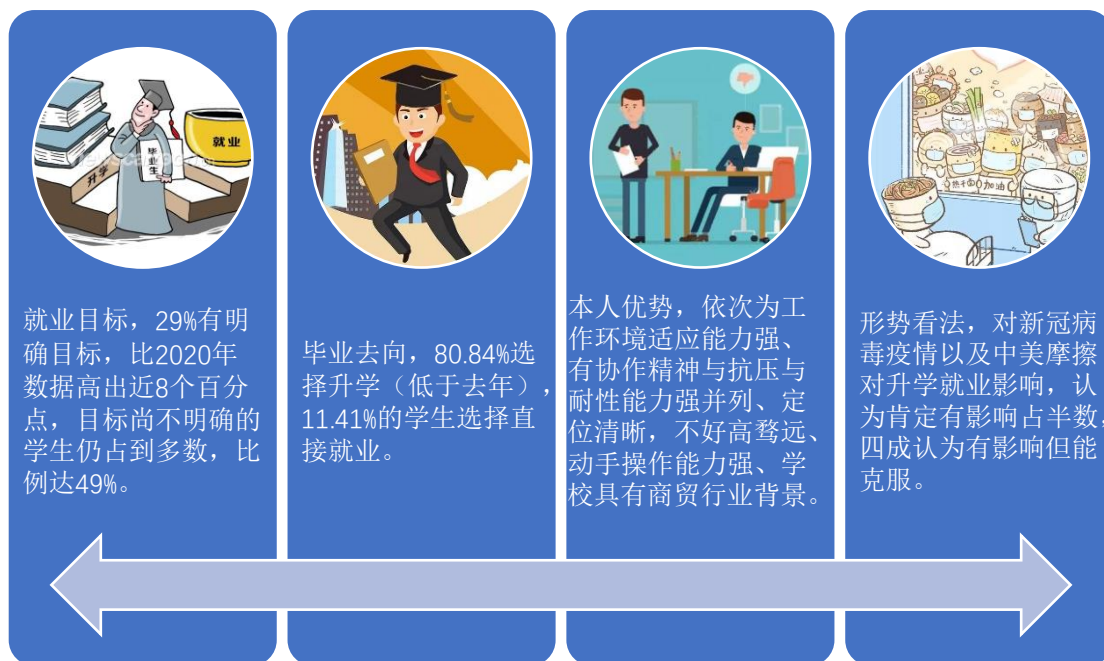 就业
毕业生
升学
热干面加油
就业目标，29%有明
确目标，比2020年
数据高出近8个百分
点，目标尚不明确的
学生仍占到多数，比
例达49%。
毕业去向，80.84%选
择升学（低于去年），
11.41%的学生选择直
接就业。
本人优势，依次为工
作环境适应能力强、
有协作精神与抗压与
耐性能力强并列、定
位清晰，不好高骛远、
动手操作能力强、学
校具有商贸行业背景。
形势看法，对新冠病
毒疫情以及中美摩擦
对升学就业影响，认
为肯定有影响占半数，
四成认为有影响但能
克服。